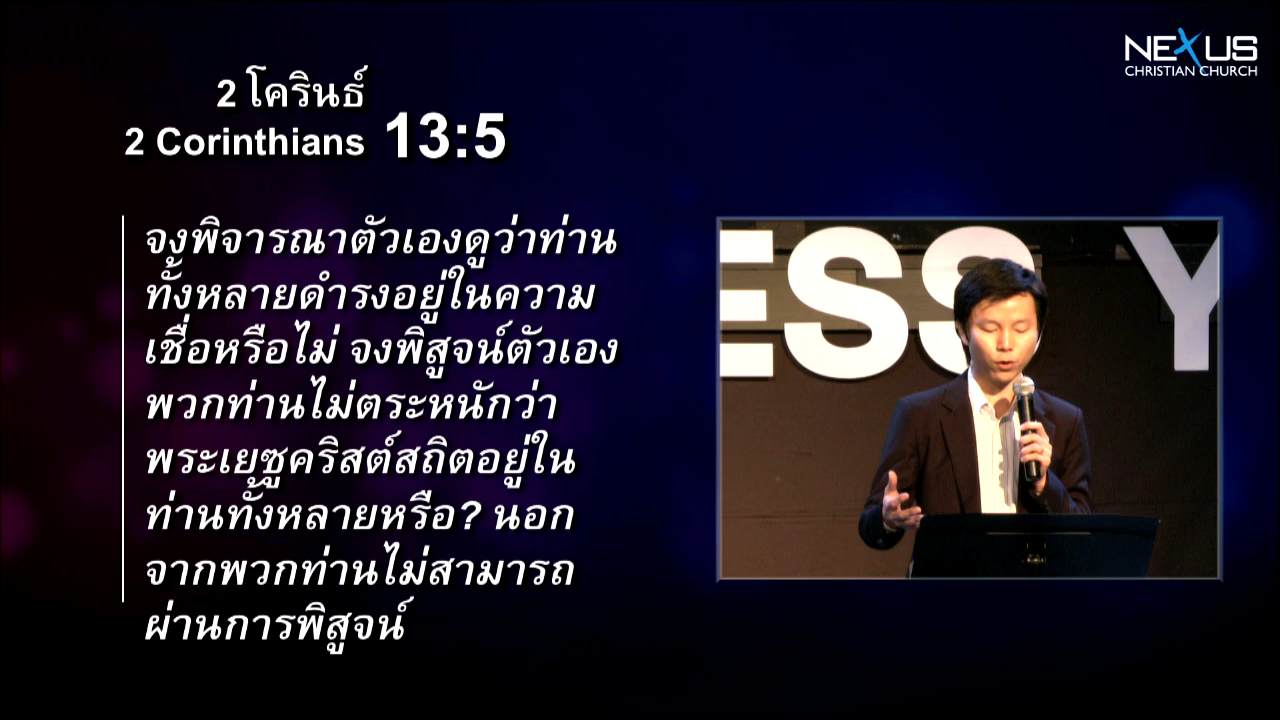 2 โครินธ์
2 Corinthians 13:5
จงพิจารณาตัวเองดูว่าท่าน
ทั้งหลายดำรงอยู่ในความ
เชื่อหรือไม่ จงพิสูจน์ตัวเอง
พวกท่านไม่ตระหนักว่า
พระเยซูคริสต์สถิตอยู่ใน
ท่านทั้งหลายหรือ? นอก
จากพวกท่านไม่สามารถ
ผ่านการพิสูจน์
NEXUS
CHRISTIAN CHURCH
ESS Y